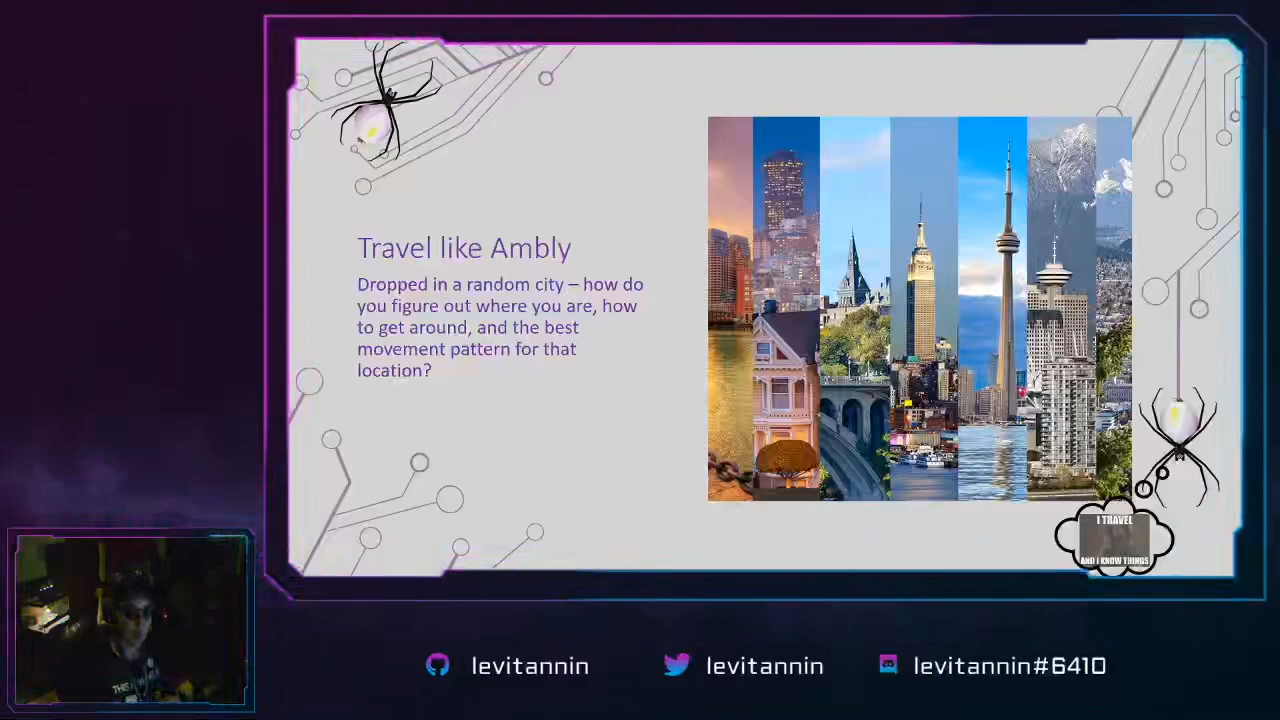 Travel like Ambly
Dropped in a random city – how do
you figure out where you are, how
to get around, and the best
movement pattern for that
location?
I TRAVEL
AND I KNOW THINGS
THE
levitannin
levitannin
levitannin#6410